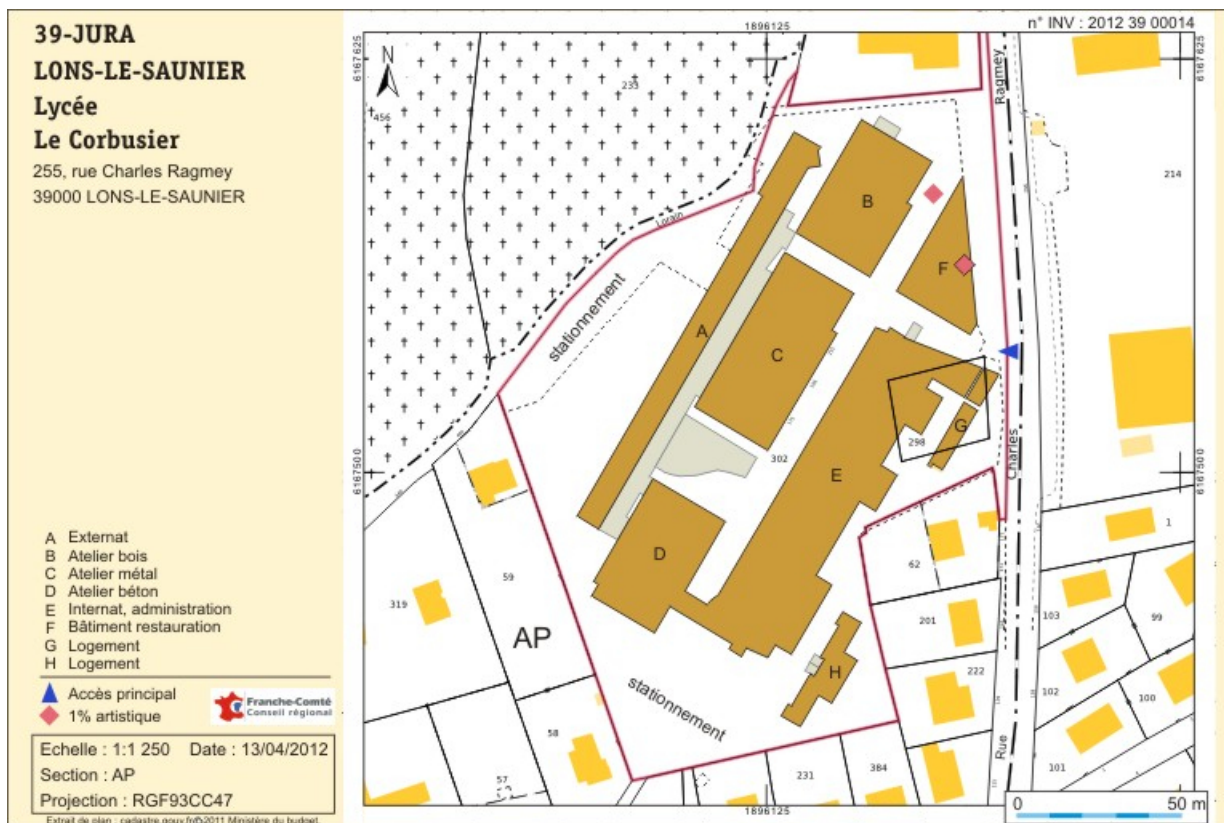 39-JURA
LONS-LE-SAUNIER
Lycée
Le Corbusier
255, rue Charles Ragmey
39000 LONS-LE-SAUNIER
A Externat
B Atelier bois
C Atelier métal
D Atelier béton
E Internat, administration
F Bâtiment restauration
G Logement
H Logement
Accès principal
1% artistique
Franche-Comté
Conseil régional
Echelle : 1:1 250 Date : 13/04/2012
Section : AP
Projection : RGF93CC47
n° INV : 2012 39 00014
1896125
6167625
6167625
N
233
456
Ragmey
214
Lorain
B
F
stationnement
A
C
G
298
302
Charles
6167500
6167500
E
D
1
62
59
319
AP
201
103
99
222
H
102
100
stationnement
58
Rue
101
57
231
384
1896125
0 50 m